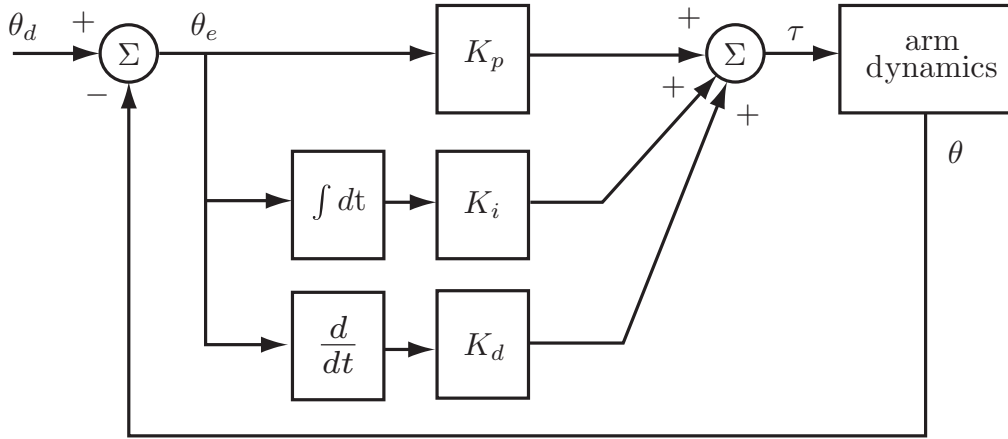 θ_d
+
Σ
−
θ_e
K_p
+
+
+
Σ
τ
arm
dynamics
θ
∫ dt
K_i
d/dt
K_d